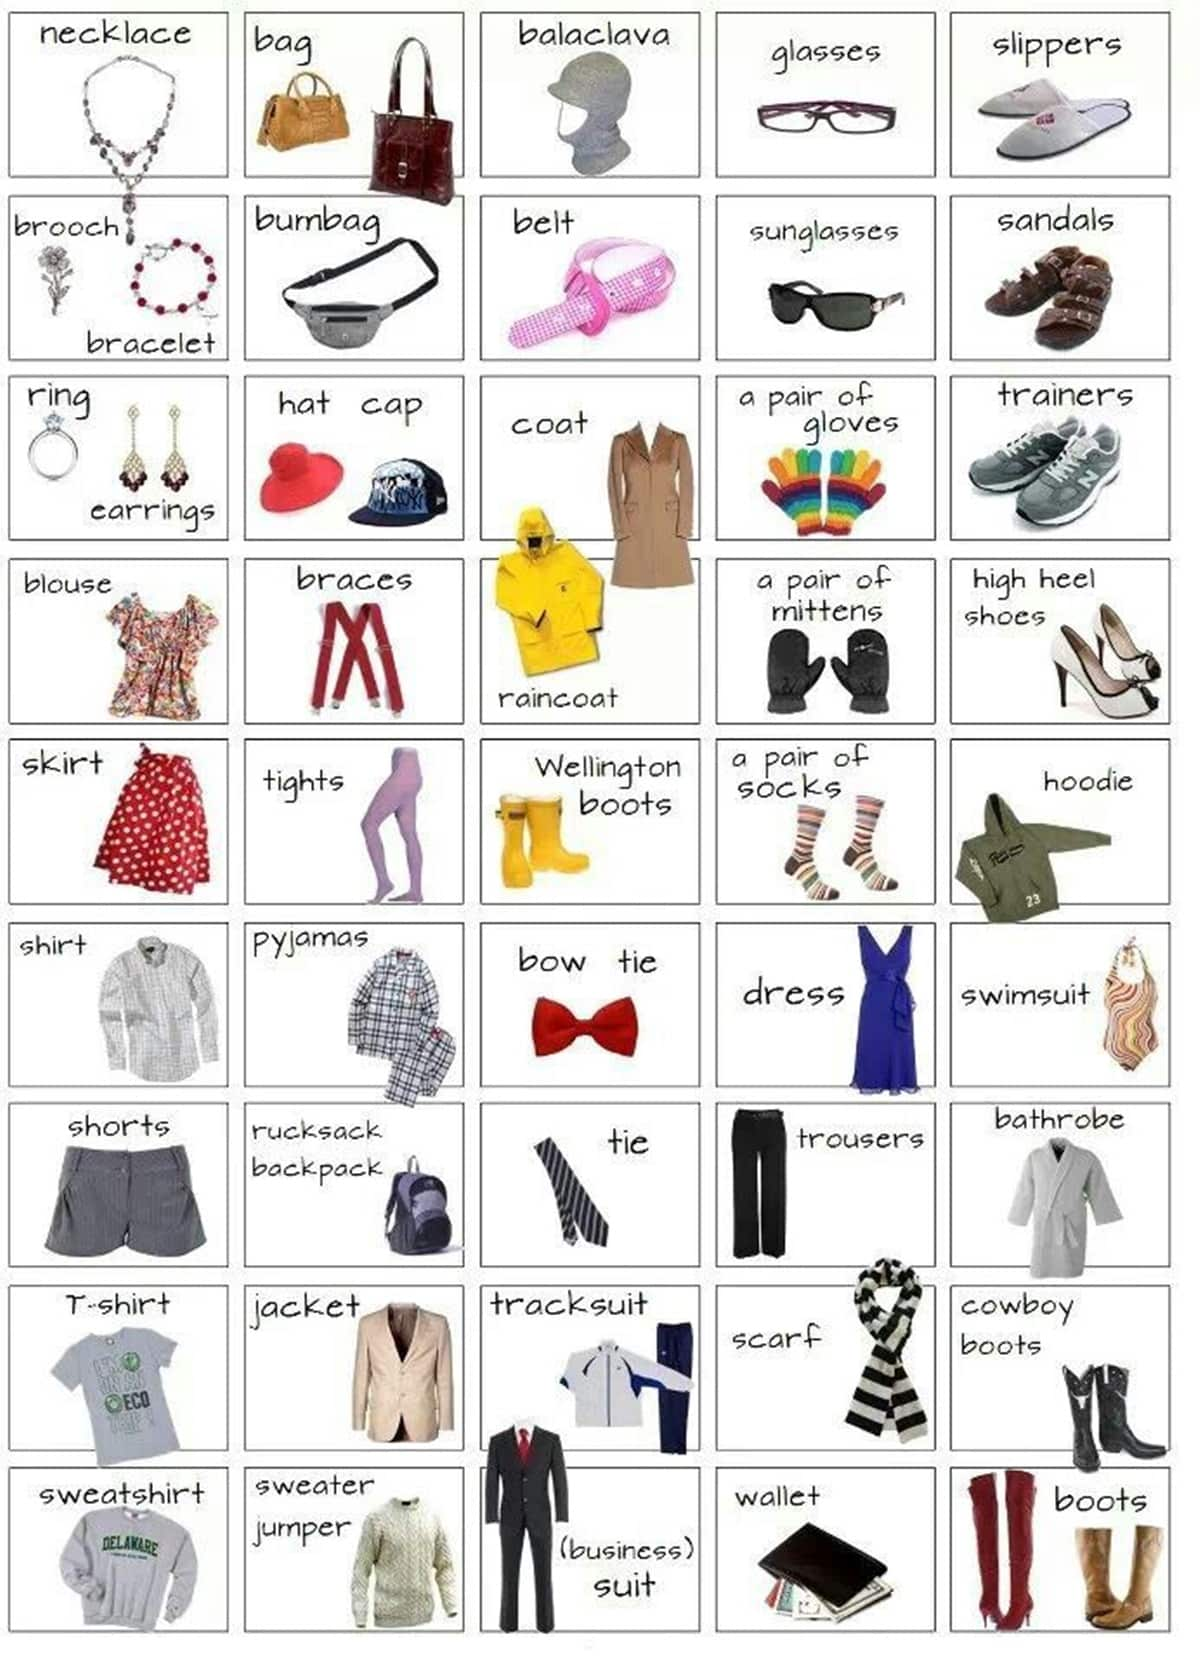 necklace
bag
balaclava
glasses
slippers
brooch
bracelet
bumbag
belt
sunglasses
sandals
ring
earrings
hat cap
coat
a pair of
gloves
trainers
blouse
braces
raincoat
a pair of
mittens
high heel
shoes
skirt
tights
Wellington
boots
a pair of
socks
hoodie
23
shirt
pyjamas
bow tie
dress
swimsuit
shorts
rucksack
backpack
tie
trousers
bathrobe
T-shirt
ECO
jacket
tracksuit
scarf
cowboy
boots
sweatshirt
DELAWARE
sweater
jumper
(business)
suit
wallet
boots